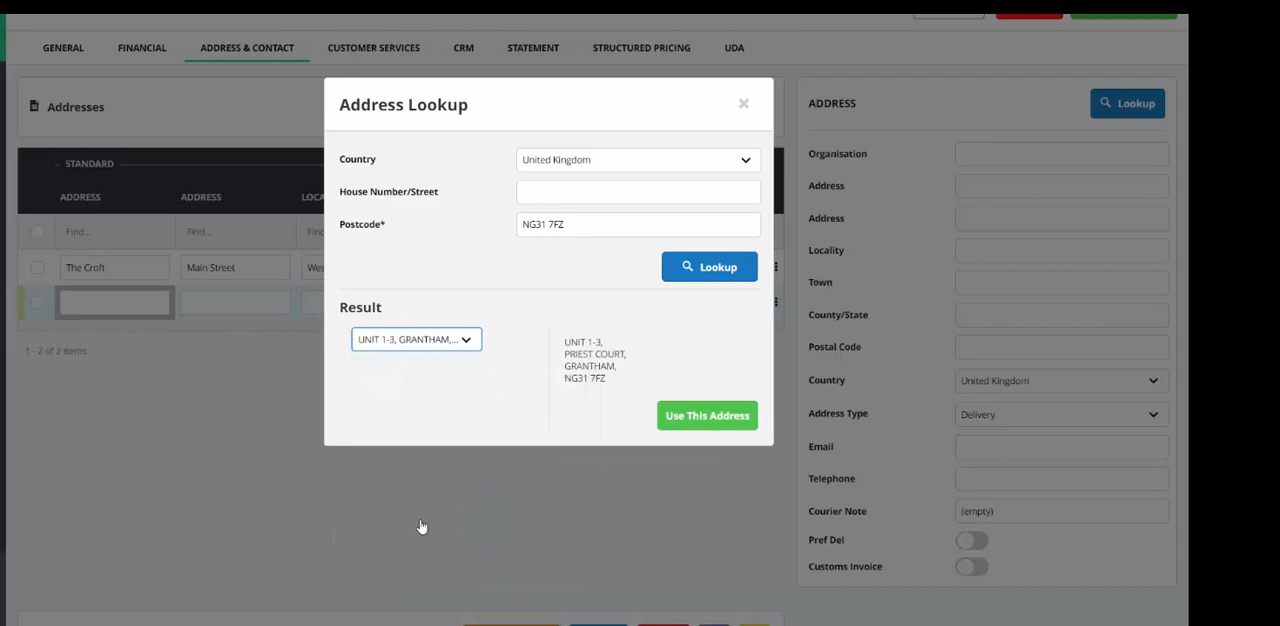 GENERAL FINANCIAL ADDRESS & CONTACT CUSTOMER SERVICES CRM STATEMENT STRUCTURED PRICING UDA
Addresses
STANDARD
ADDRESS ADDRESS LOCA
Find... Find... Find
The Croft Main Street Wes
1 - 2 of 2 items
Address Lookup ×
Country United Kingdom
House Number/Street
Postcode* NG31 7FZ
Lookup
Result
UNIT 1-3, GRANTHAM,...
UNIT 1-3,
PRIEST COURT,
GRANTHAM,
NG31 7FZ
Use This Address
ADDRESS Lookup
Organisation
Address
Address
Locality
Town
County/State
Postal Code
Country United Kingdom
Address Type Delivery
Email
Telephone
Courier Note (empty)
Pref Del
Customs Invoice